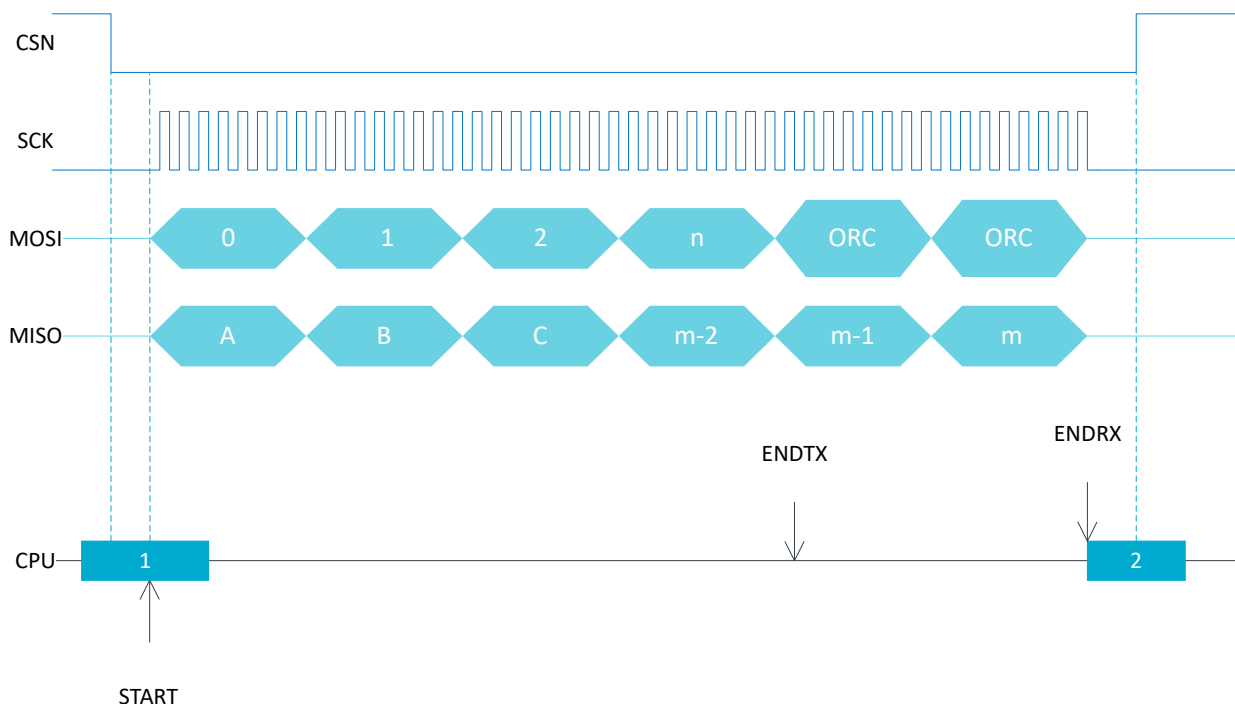 CSN
SCK
MOSI 0 1 2 n ORC ORC
MISO A B C m-2 m-1 m
ENDRX
ENDTX
CPU 1 2
START